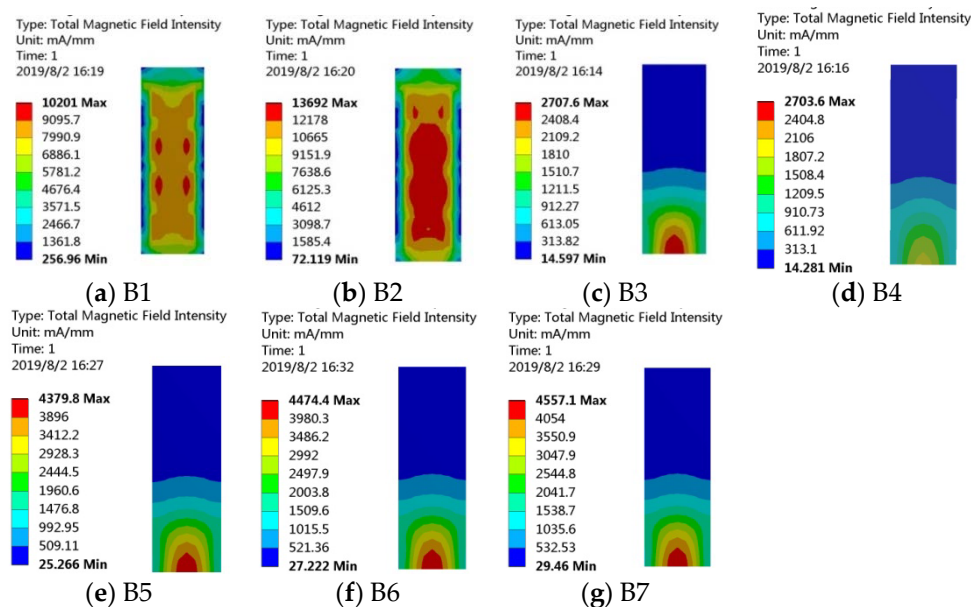 Type: Total Magnetic Field Intensity
Unit: mA/mm
Time: 1
2019/8/2 16:19
10201 Max
9095.7
7990.9
6886.1
5781.2
4676.4
3571.5
2466.7
1361.8
256.96 Min
(a) B1
Type: Total Magnetic Field Intensity
Unit: mA/mm
Time: 1
2019/8/2 16:20
13692 Max
12178
10665
9151.9
7638.6
6125.3
4612
3098.7
1585.4
72.119 Min
(b) B2
Type: Total Magnetic Field Intensity
Unit: mA/mm
Time: 1
2019/8/2 16:14
2707.6 Max
2408.4
2109.2
1810
1510.7
1211.5
912.27
613.05
313.82
14.597 Min
(c) B3
Type: Total Magnetic Field Intensity
Unit: mA/mm
Time: 1
2019/8/2 16:16
2703.6 Max
2404.8
2106
1807.2
1508.4
1209.5
910.73
611.92
313.1
14.281 Min
(d) B4
Type: Total Magnetic Field Intensity
Unit: mA/mm
Time: 1
2019/8/2 16:27
4379.8 Max
3896
3412.2
2928.3
2444.5
1960.6
1476.8
992.95
509.11
25.266 Min
(e) B5
Type: Total Magnetic Field Intensity
Unit: mA/mm
Time: 1
2019/8/2 16:32
4474.4 Max
3980.3
3486.2
2992
2497.9
2003.8
1509.6
1015.5
521.36
27.222 Min
(f) B6
Type: Total Magnetic Field Intensity
Unit: mA/mm
Time: 1
2019/8/2 16:29
4557.1 Max
4054
3550.9
3047.9
2544.8
2041.7
1538.7
1035.6
532.53
29.46 Min
(g) B7